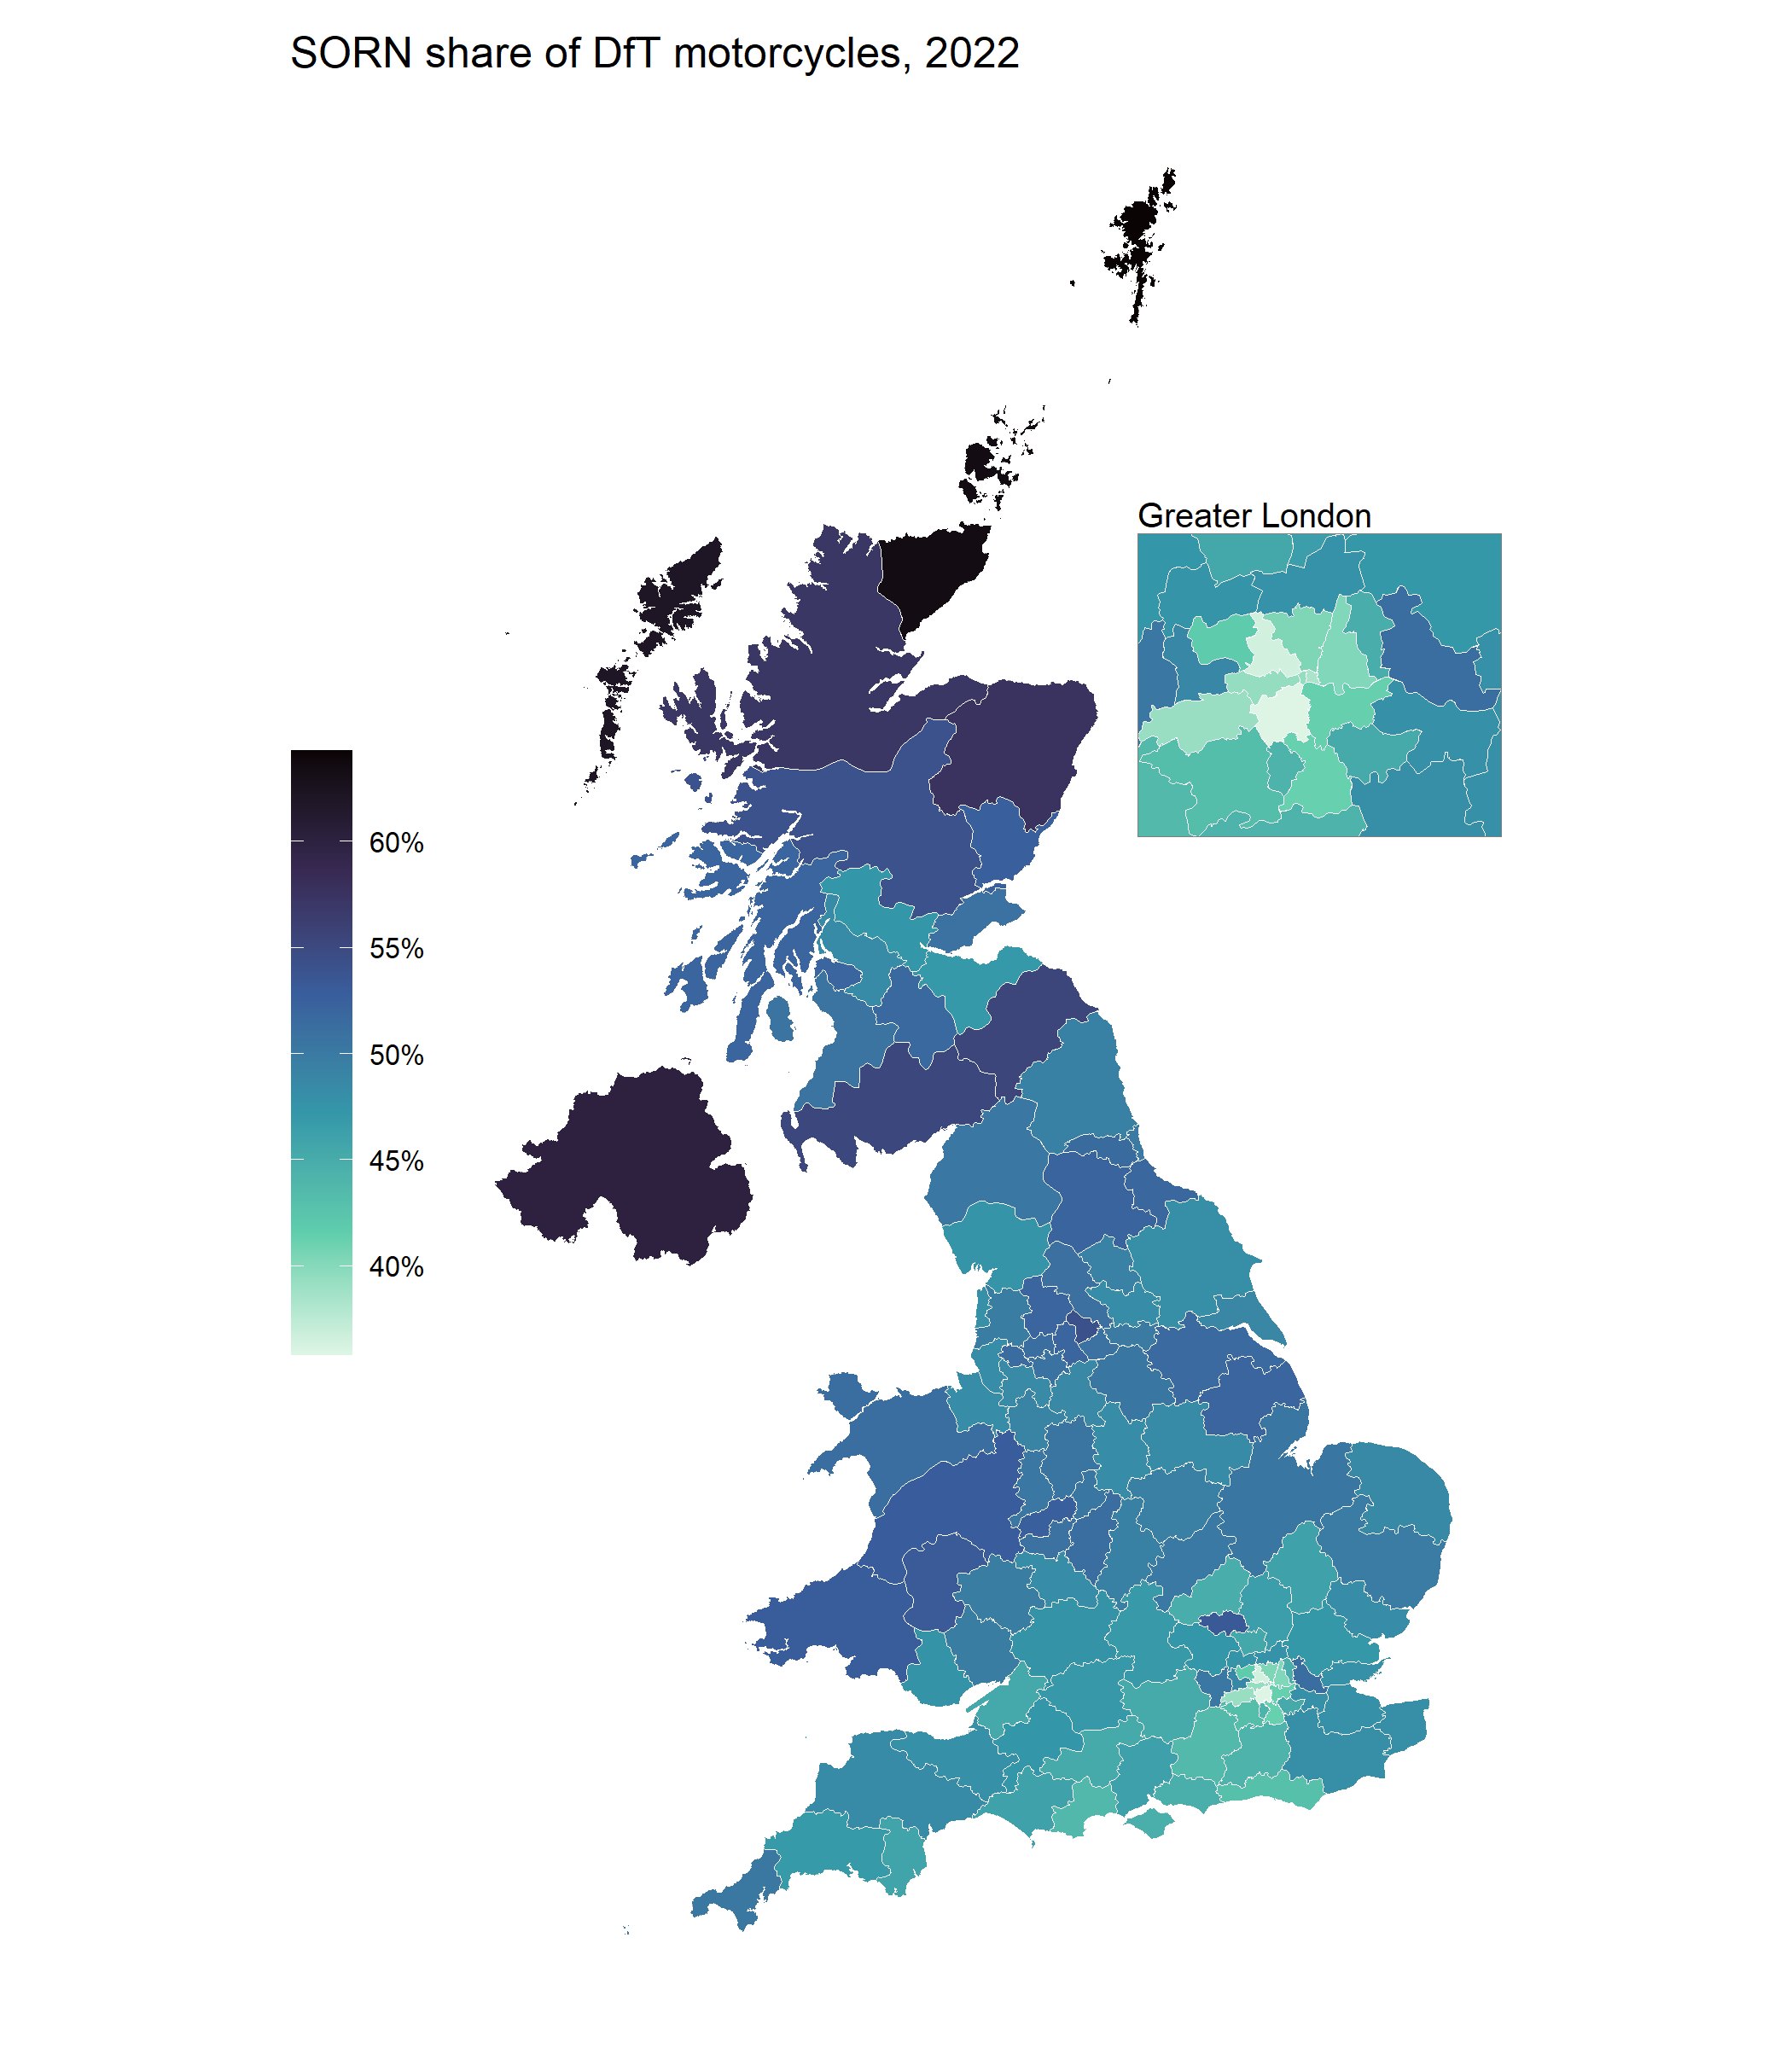 SORN share of DfT motorcycles, 2022
Greater London
60%
55%
50%
45%
40%